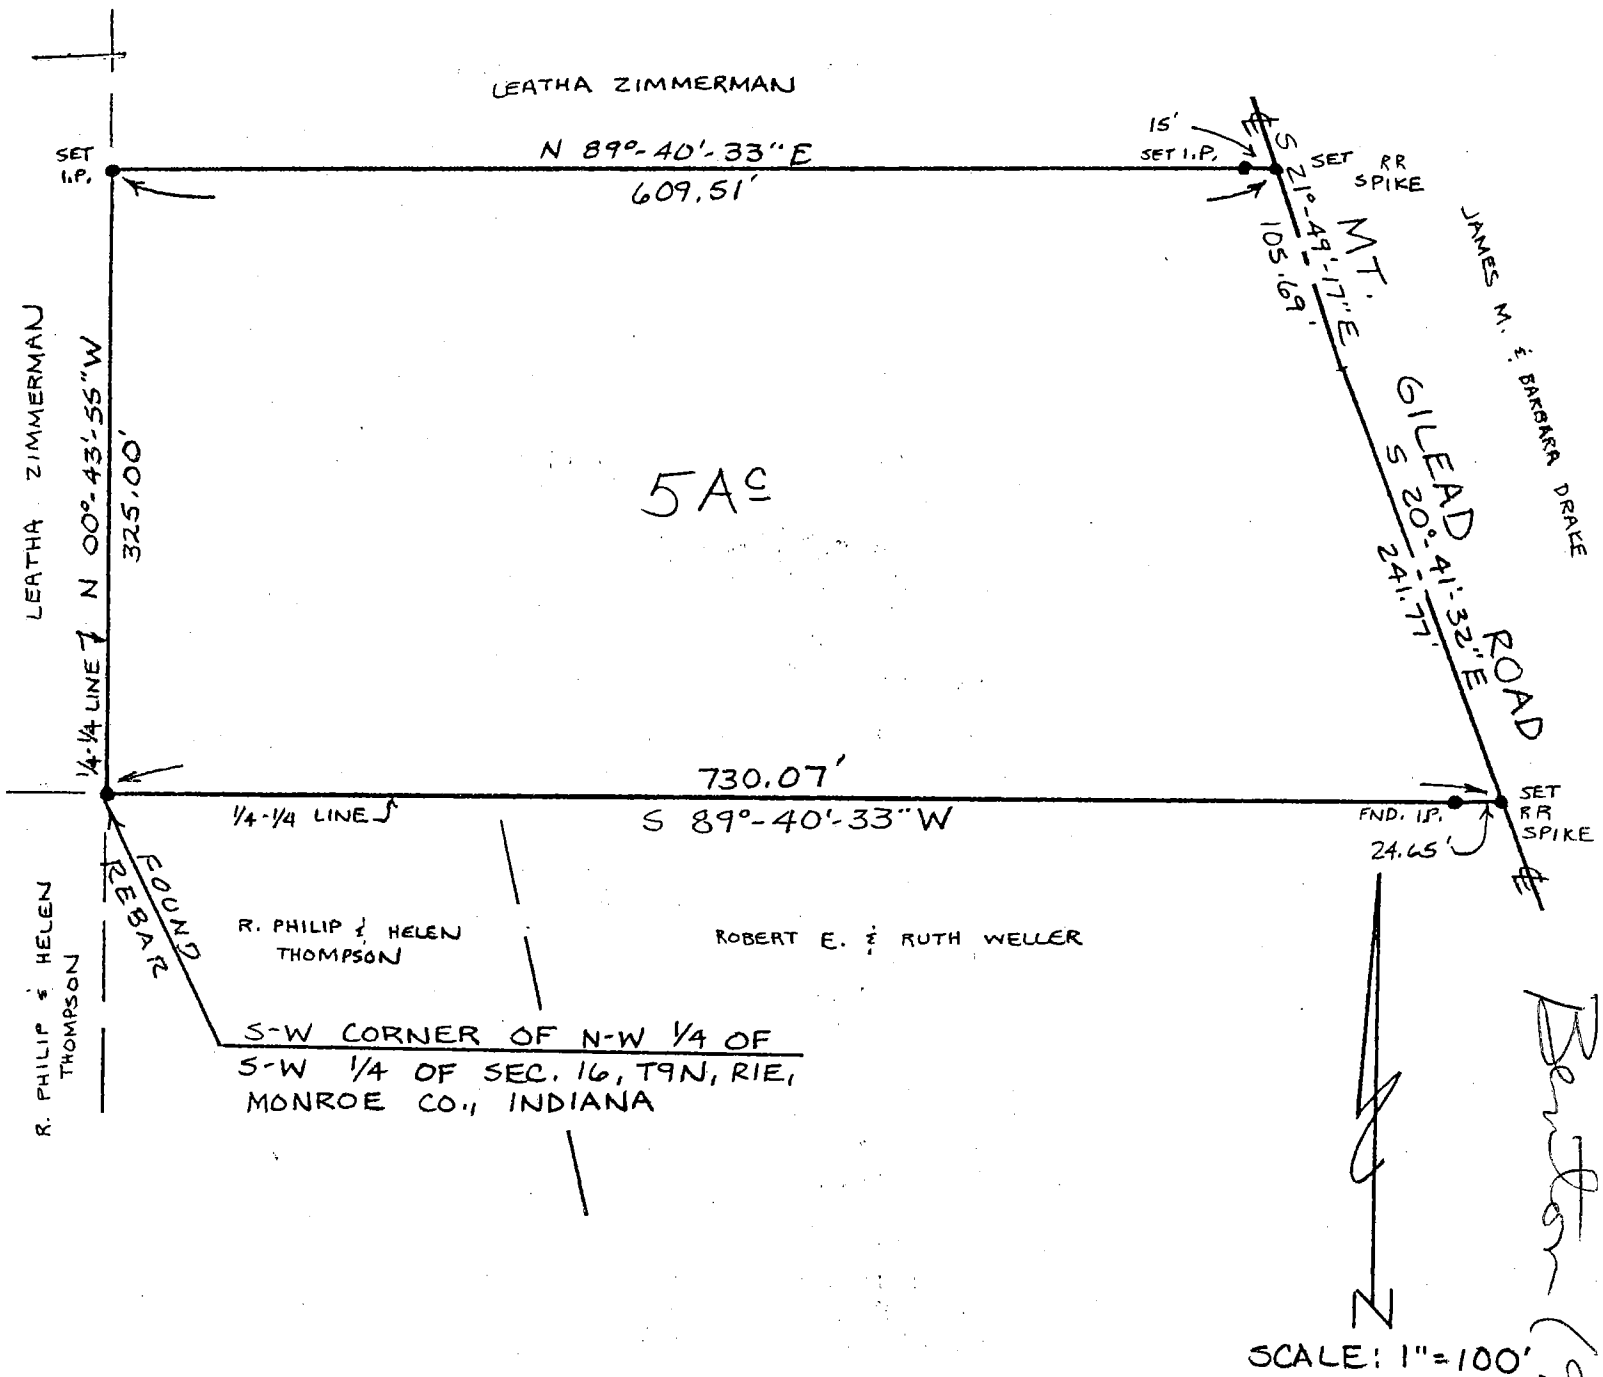 LEATHA ZIMMERMAN
N 89°-40'-33" E
609.51'
SET
I.P.
15'
SET I.P.
SET RR
SPIKE
S 21°-49'-17" E
105.69'
MT. GILEAD ROAD
S 20°-41'-32" E
241.77'
JAMES M. & BARBARA DRAKE
LEATHA ZIMMERMAN
1/4-1/4 LINE
N 00°-43'-55" W
325.00'
5 Ac
730.07'
1/4-1/4 LINE
S 89°-40'-33" W
FND. I.P.
24.65'
SET
RR
SPIKE
FOUND
REBAR
R. PHILIP & HELEN
THOMPSON
R. PHILIP & HELEN
THOMPSON
ROBERT E. & RUTH WELLER
S-W CORNER OF N-W 1/4 OF
S-W 1/4 OF SEC. 16, T9N, R1E,
MONROE CO., INDIANA
Benton
N
SCALE: 1"=100'